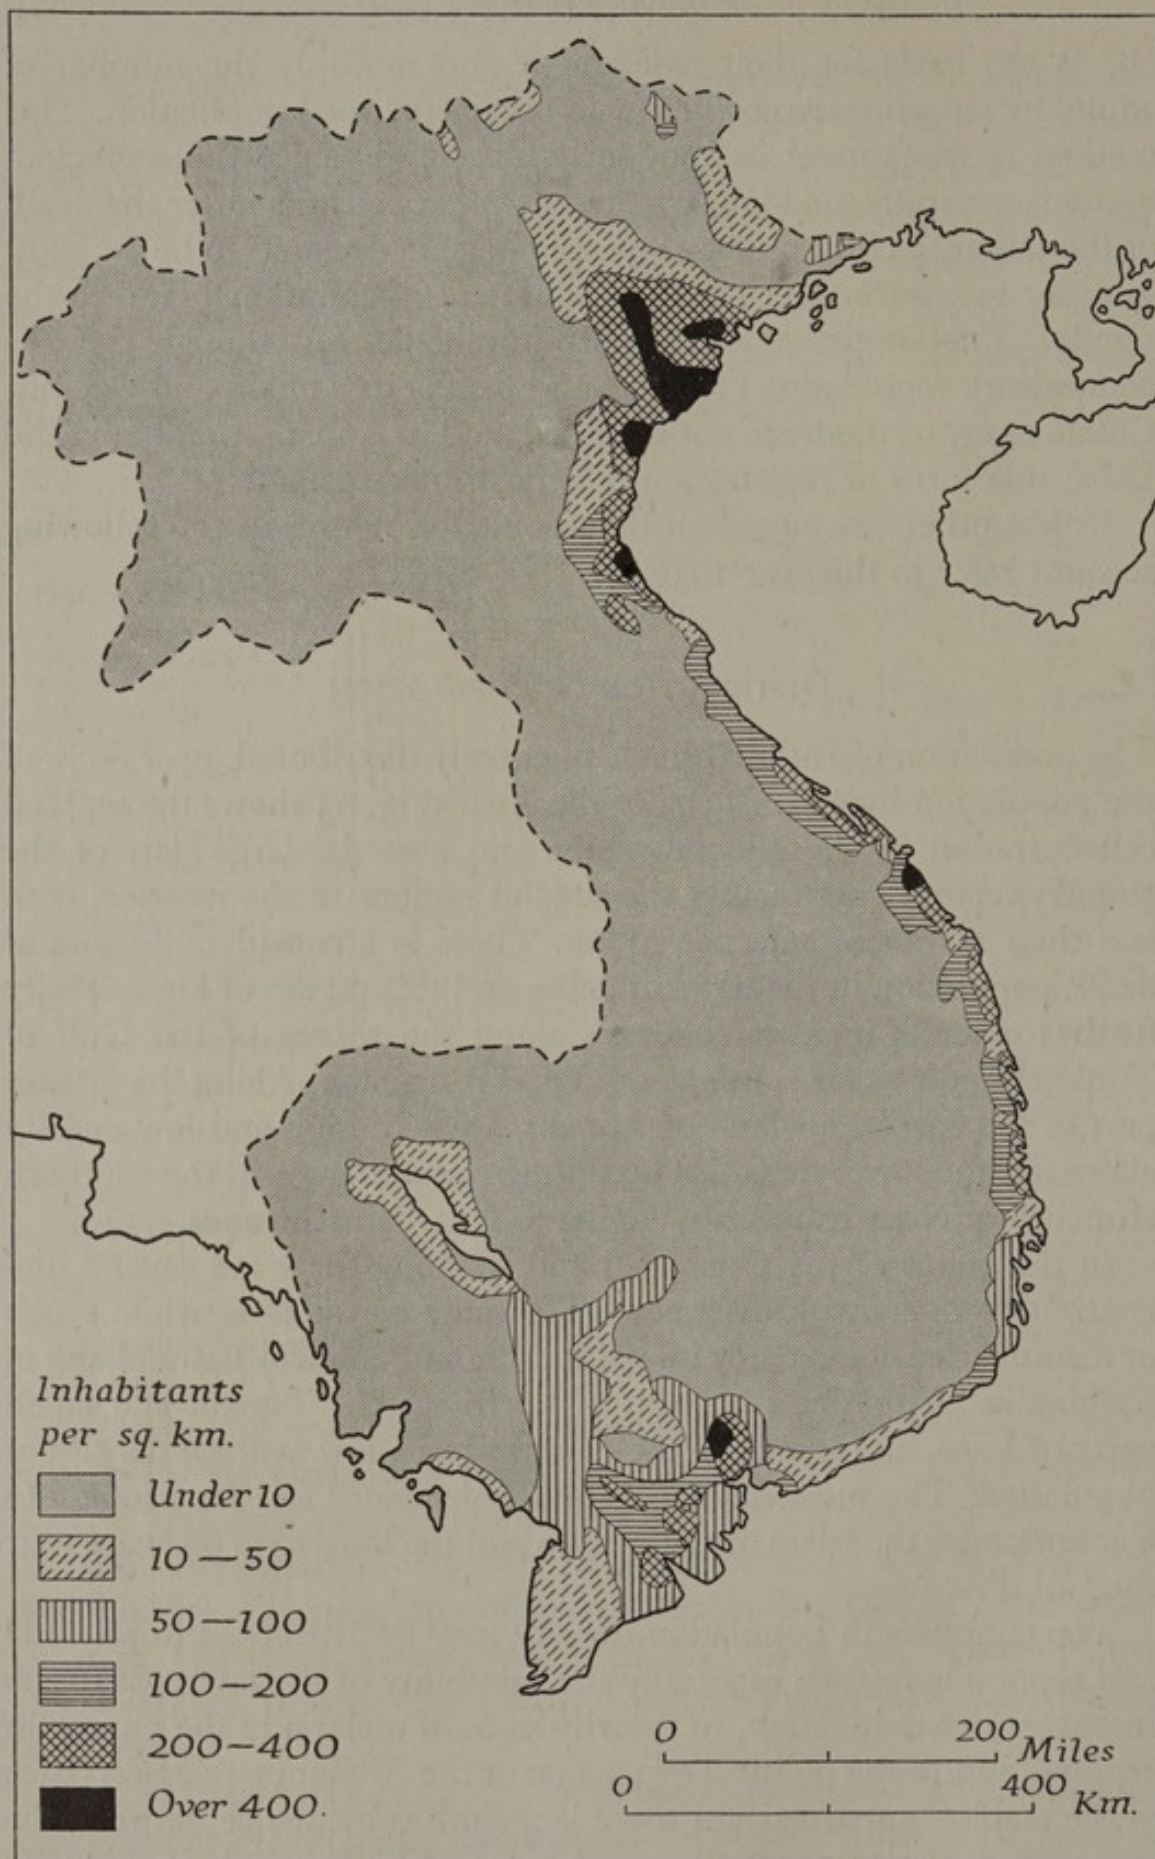 Inhabitants
per sq. km.
Under 10
10—50
50—100
100—200
200—400
Over 400.
0 200 Miles
0 400 Km.